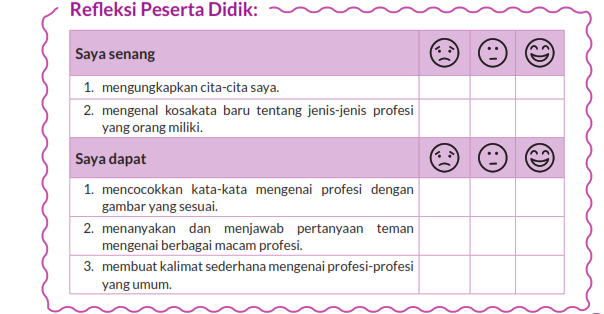 Refleksi Peserta Didik:
Saya senang
1. mengungkapkan cita-cita saya.
2. mengenal kosakata baru tentang jenis-jenis profesi
yang orang miliki.
Saya dapat
1. mencocokkan kata-kata mengenai profesi dengan
gambar yang sesuai.
2. menanyakan dan menjawab pertanyaan teman
mengenai berbagai macam profesi.
3. membuat kalimat sederhana mengenai profesi-profesi
yang umum.